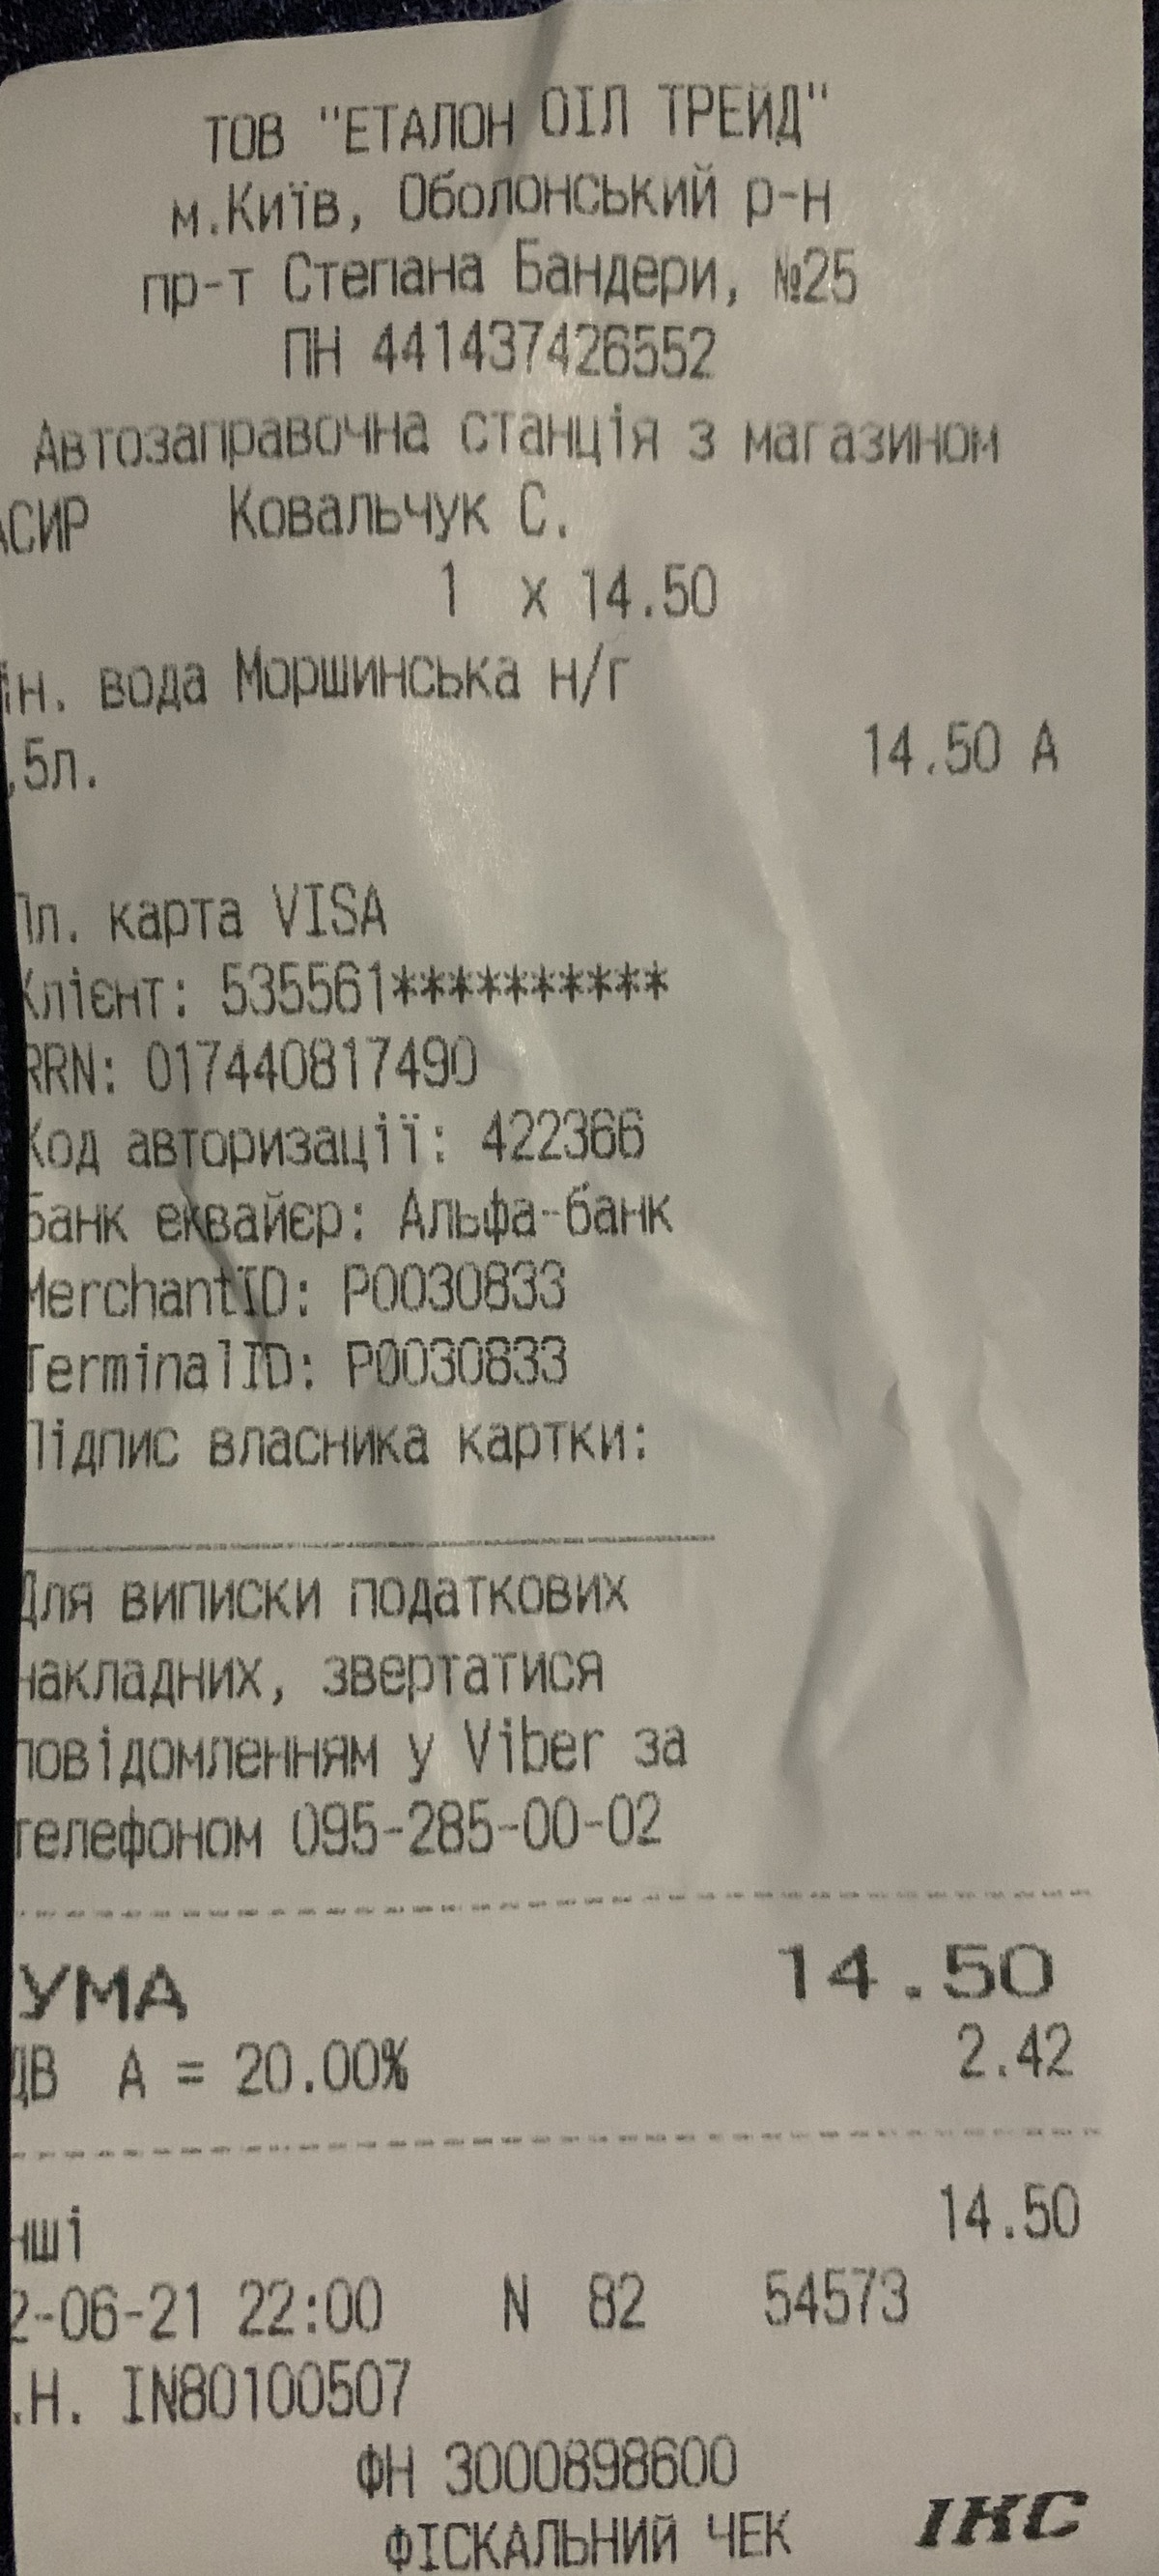 ТОВ "ЕТАЛОН ОІЛ ТРЕЙД"
м.Київ, Оболонський р-н
пр-т Степана Бандери, №25
ПН 441437426552
Автозаправочна станція з магазином
АСИР Ковальчук С.
1 x 14.50
ін. вода Моршинська н/г
,5л. 14.50 А
Пл. карта VISA
Клієнт: 535561**********
RRN: 017440817490
Код авторизації: 422366
Банк еквайєр: Альфа-банк
MerchantID: P0030833
TerminalID: P0030833
Підпис власника картки:
Для виписки податкових
накладних, звертатися
повідомленням у Viber за
телефоном 095-285-00-02
УМА 14.50
ДВ А = 20.00% 2.42
нші 14.50
2-06-21 22:00 N 82 54573
.Н. IN80100507
ФН 3000898600
ФІСКАЛЬНИЙ ЧЕК ІКС